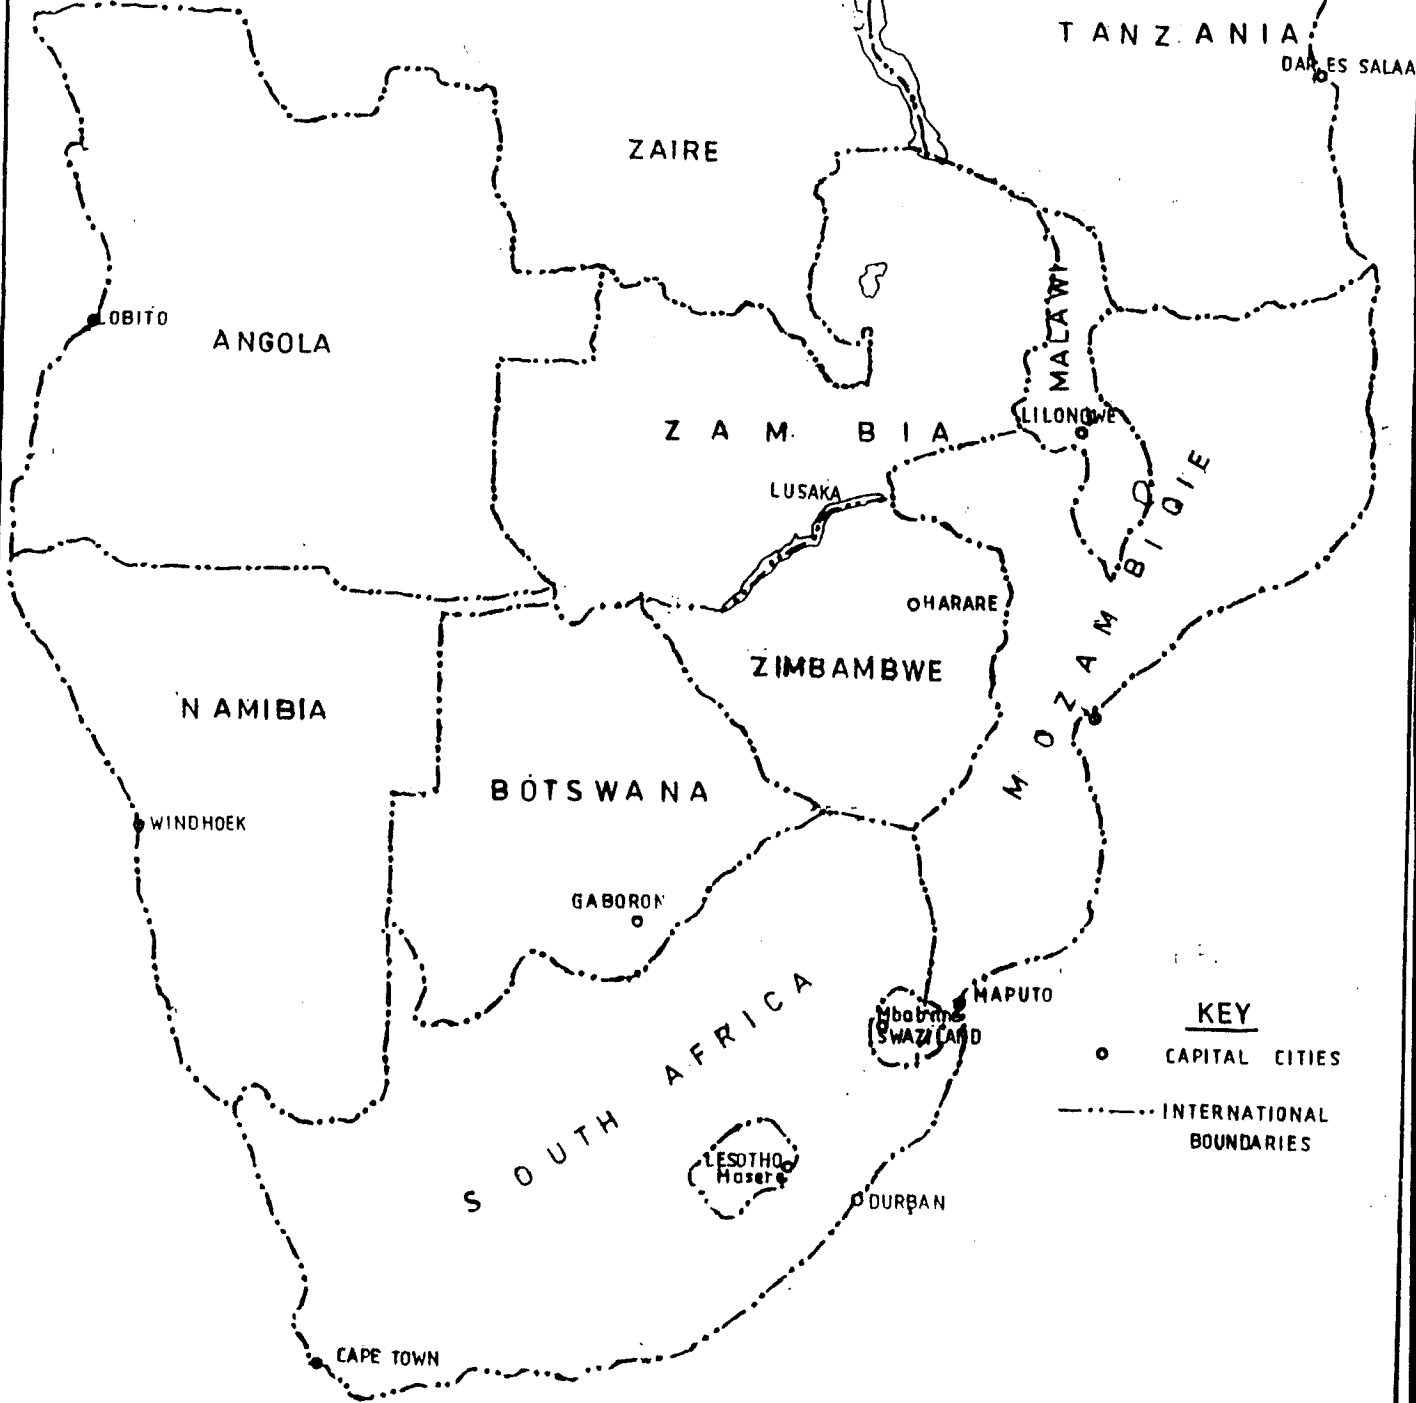 TANZANIA
DAR ES SALAA
ZAIRE
MALAWI
LOBITO
ANGOLA
LILONGWE
ZAMBIA
LUSAKA
MOZAMBIQIE
HARARE
ZIMBAMBWE
NAMIBIA
BOTSWANA
WINDHOEK
GABORON
SOUTH AFRICA
MAPUTO
SWAZILAND
KEY
CAPITAL CITIES
INTERNATIONAL
BOUNDARIES
LESOTHO
Maseru
DURBAN
CAPE TOWN